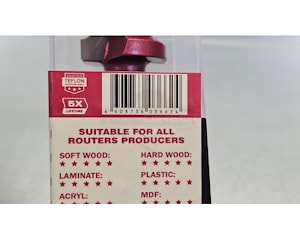 TEFLON
5X
LIFETIME
SUITABLE FOR ALL
ROUTERS PRODUCERS
SOFT WOOD: HARD WOOD:
LAMINATE: PLASTIC:
ACRYL: MDF: